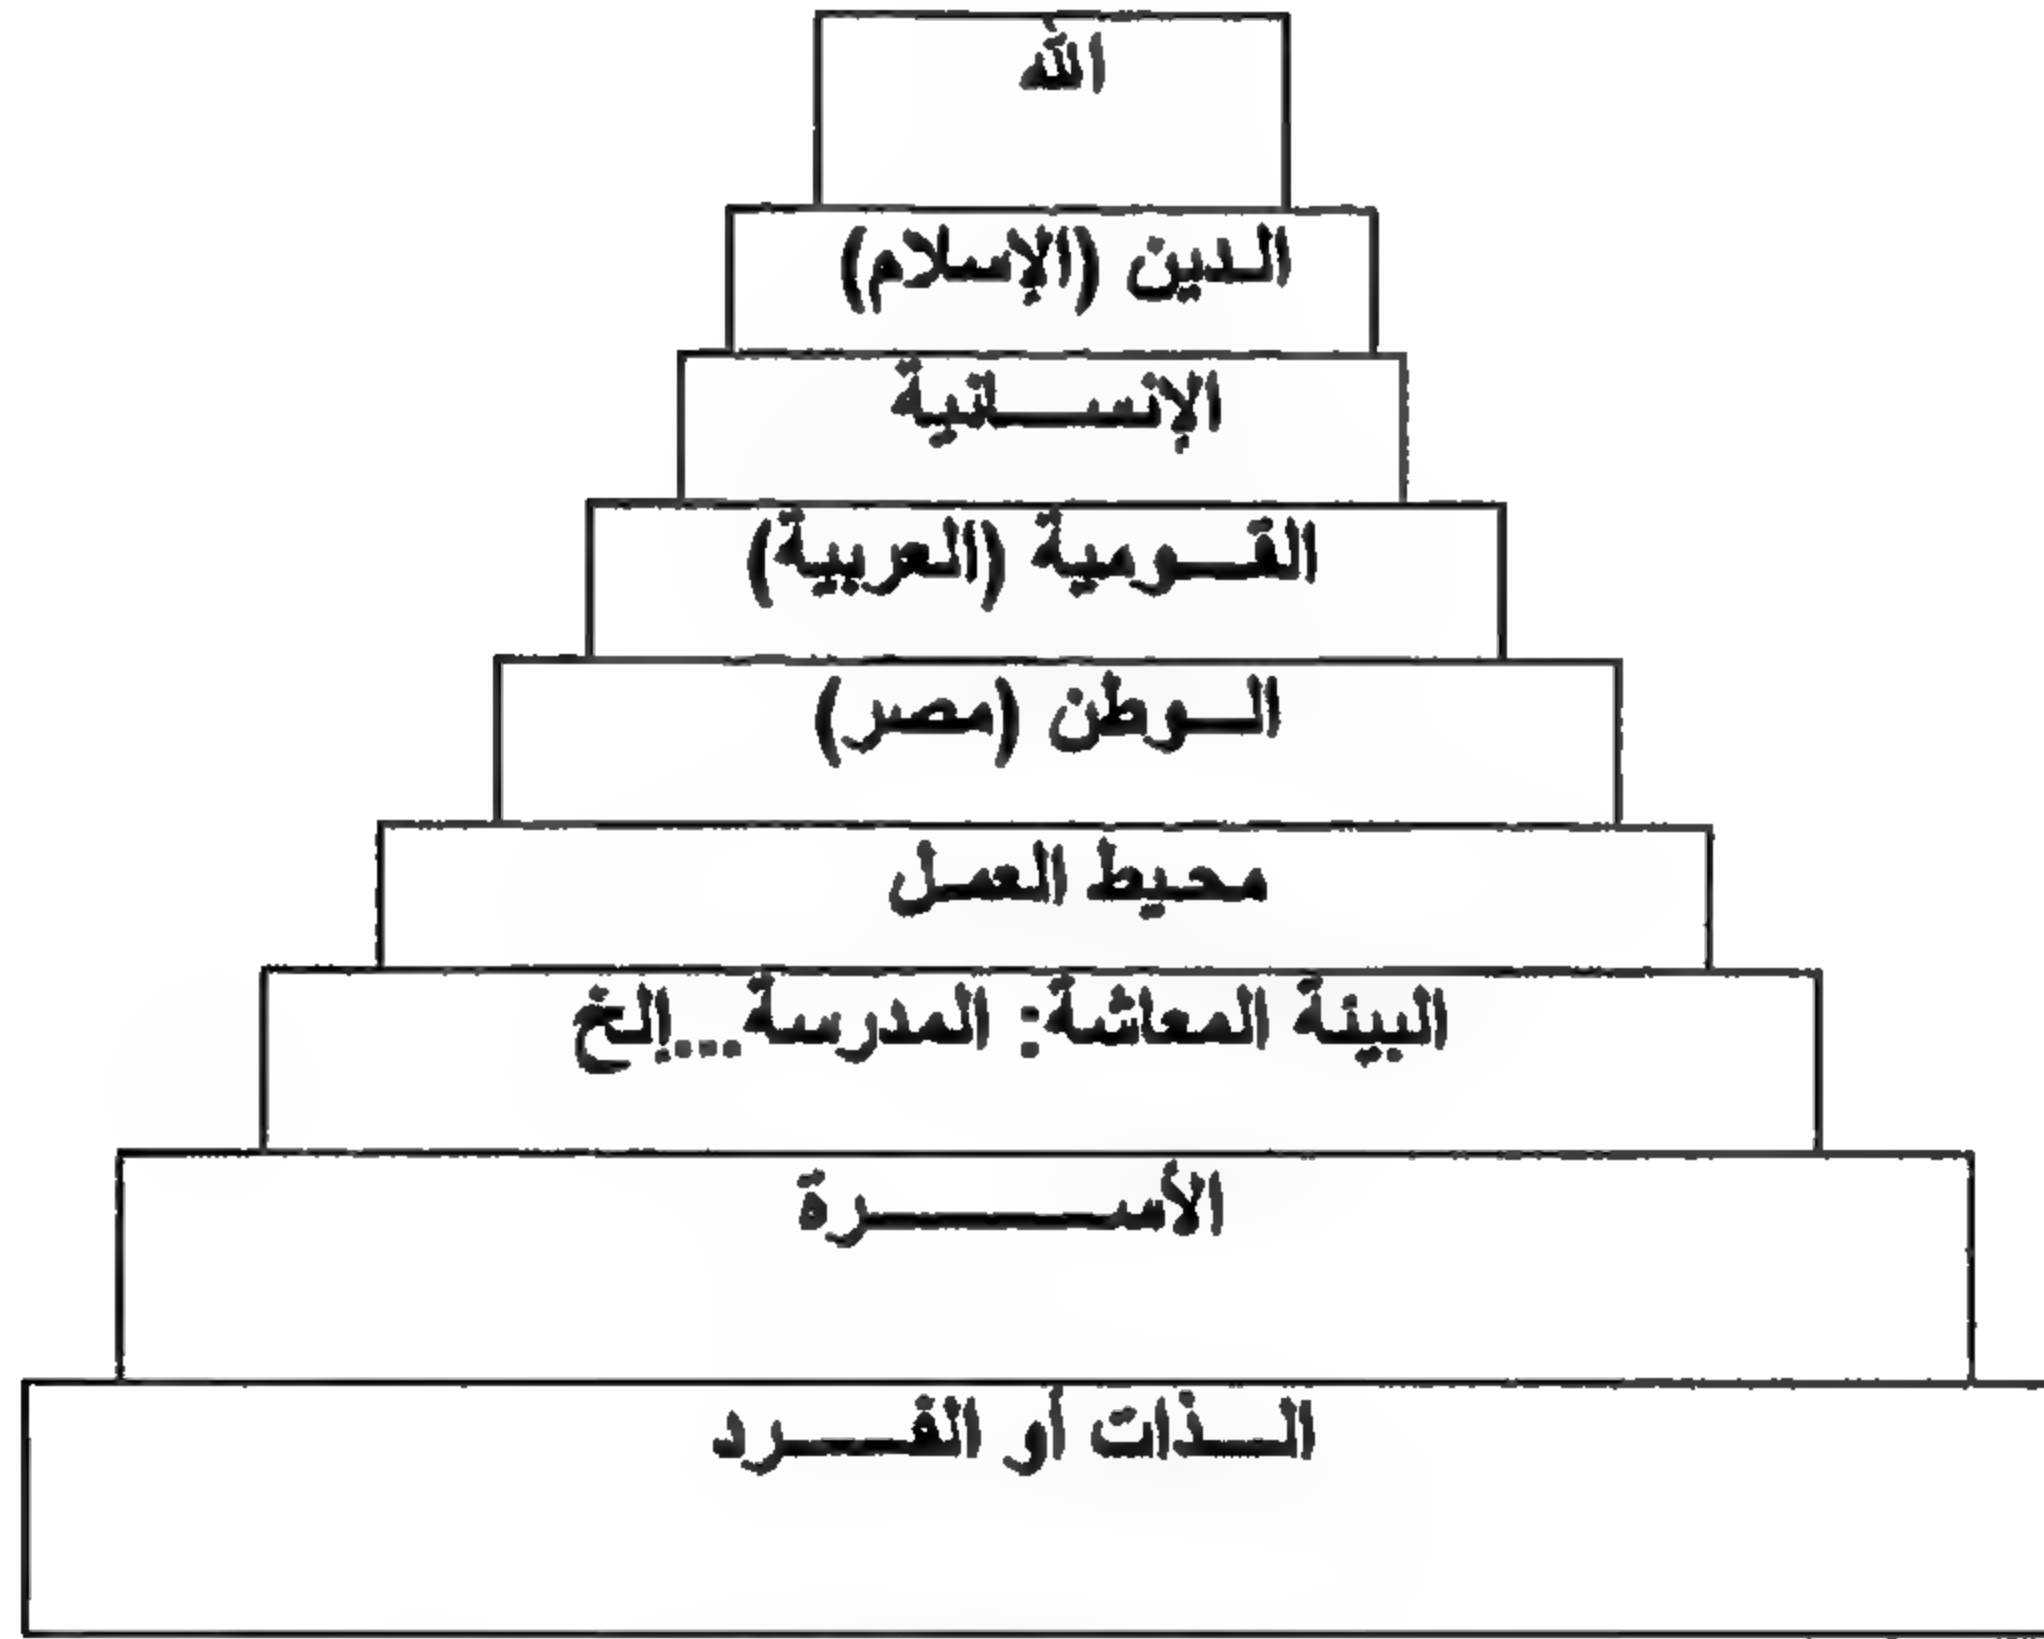 الله
الدين (الإسلام)
الإنسانية
القومية (العربية)
الوطن (مصر)
محيط العمل
البيئة المعاشة: المدرسة...إلخ
الأسرة
الذات أو الفرد